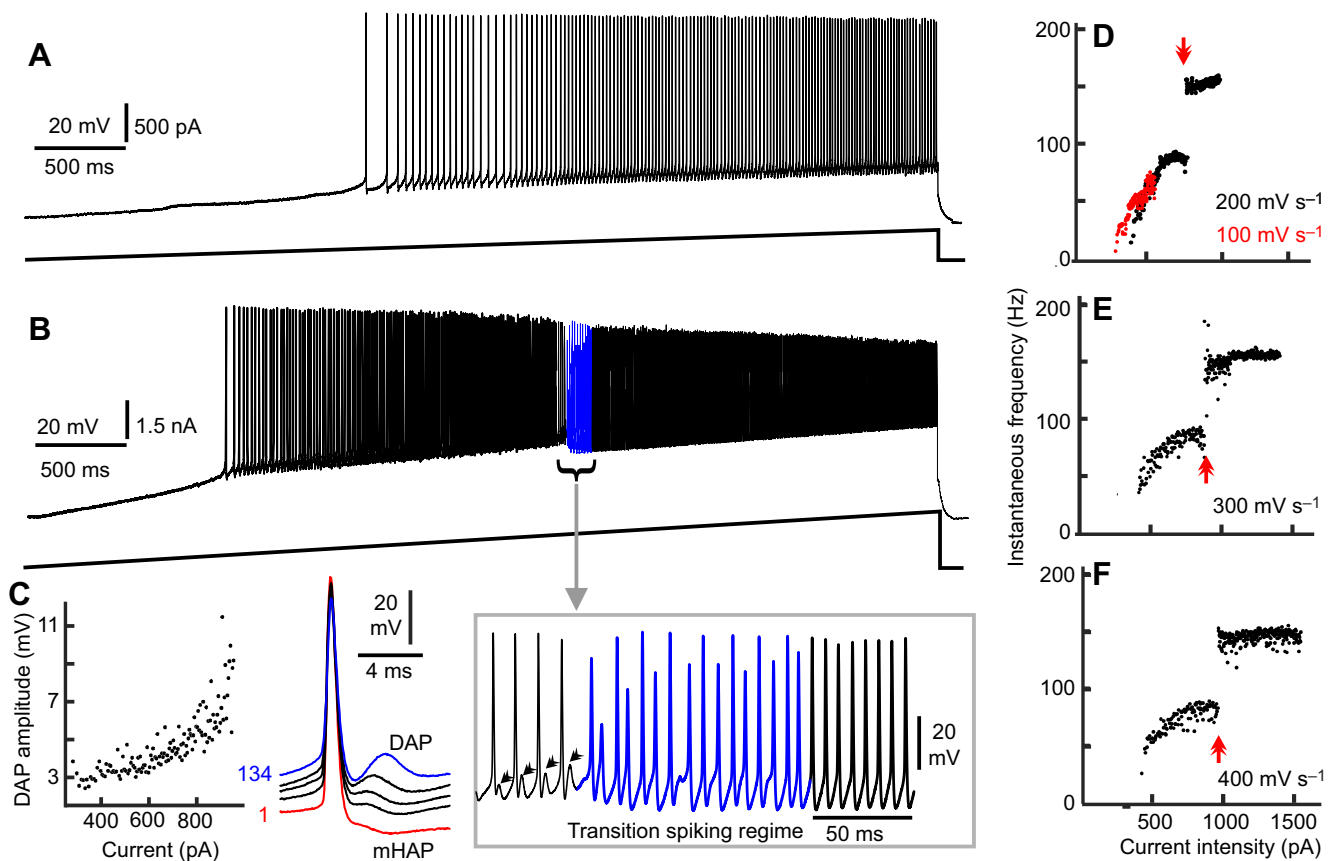 A
20 mV
500 pA
500 ms
B
20 mV
1.5 nA
500 ms
C
DAP amplitude (mV)
11
7
3
400 600 800
Current (pA)
20
mV
4 ms
DAP
134
1
mHAP
20
mV
Transition spiking regime
50 ms
Instantaneous frequency (Hz)
D
200
100
0
200 mV s⁻¹
100 mV s⁻¹
E
200
100
0
300 mV s⁻¹
F
200
100
0
400 mV s⁻¹
500 1000 1500
Current intensity (pA)